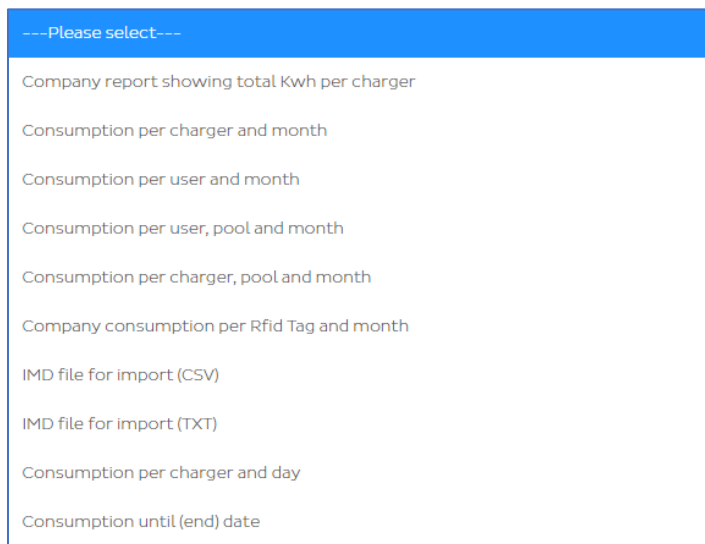 ---Please select---
Company report showing total Kwh per charger
Consumption per charger and month
Consumption per user and month
Consumption per user, pool and month
Consumption per charger, pool and month
Company consumption per Rfid Tag and month
IMD file for import (CSV)
IMD file for import (TXT)
Consumption per charger and day
Consumption until (end) date